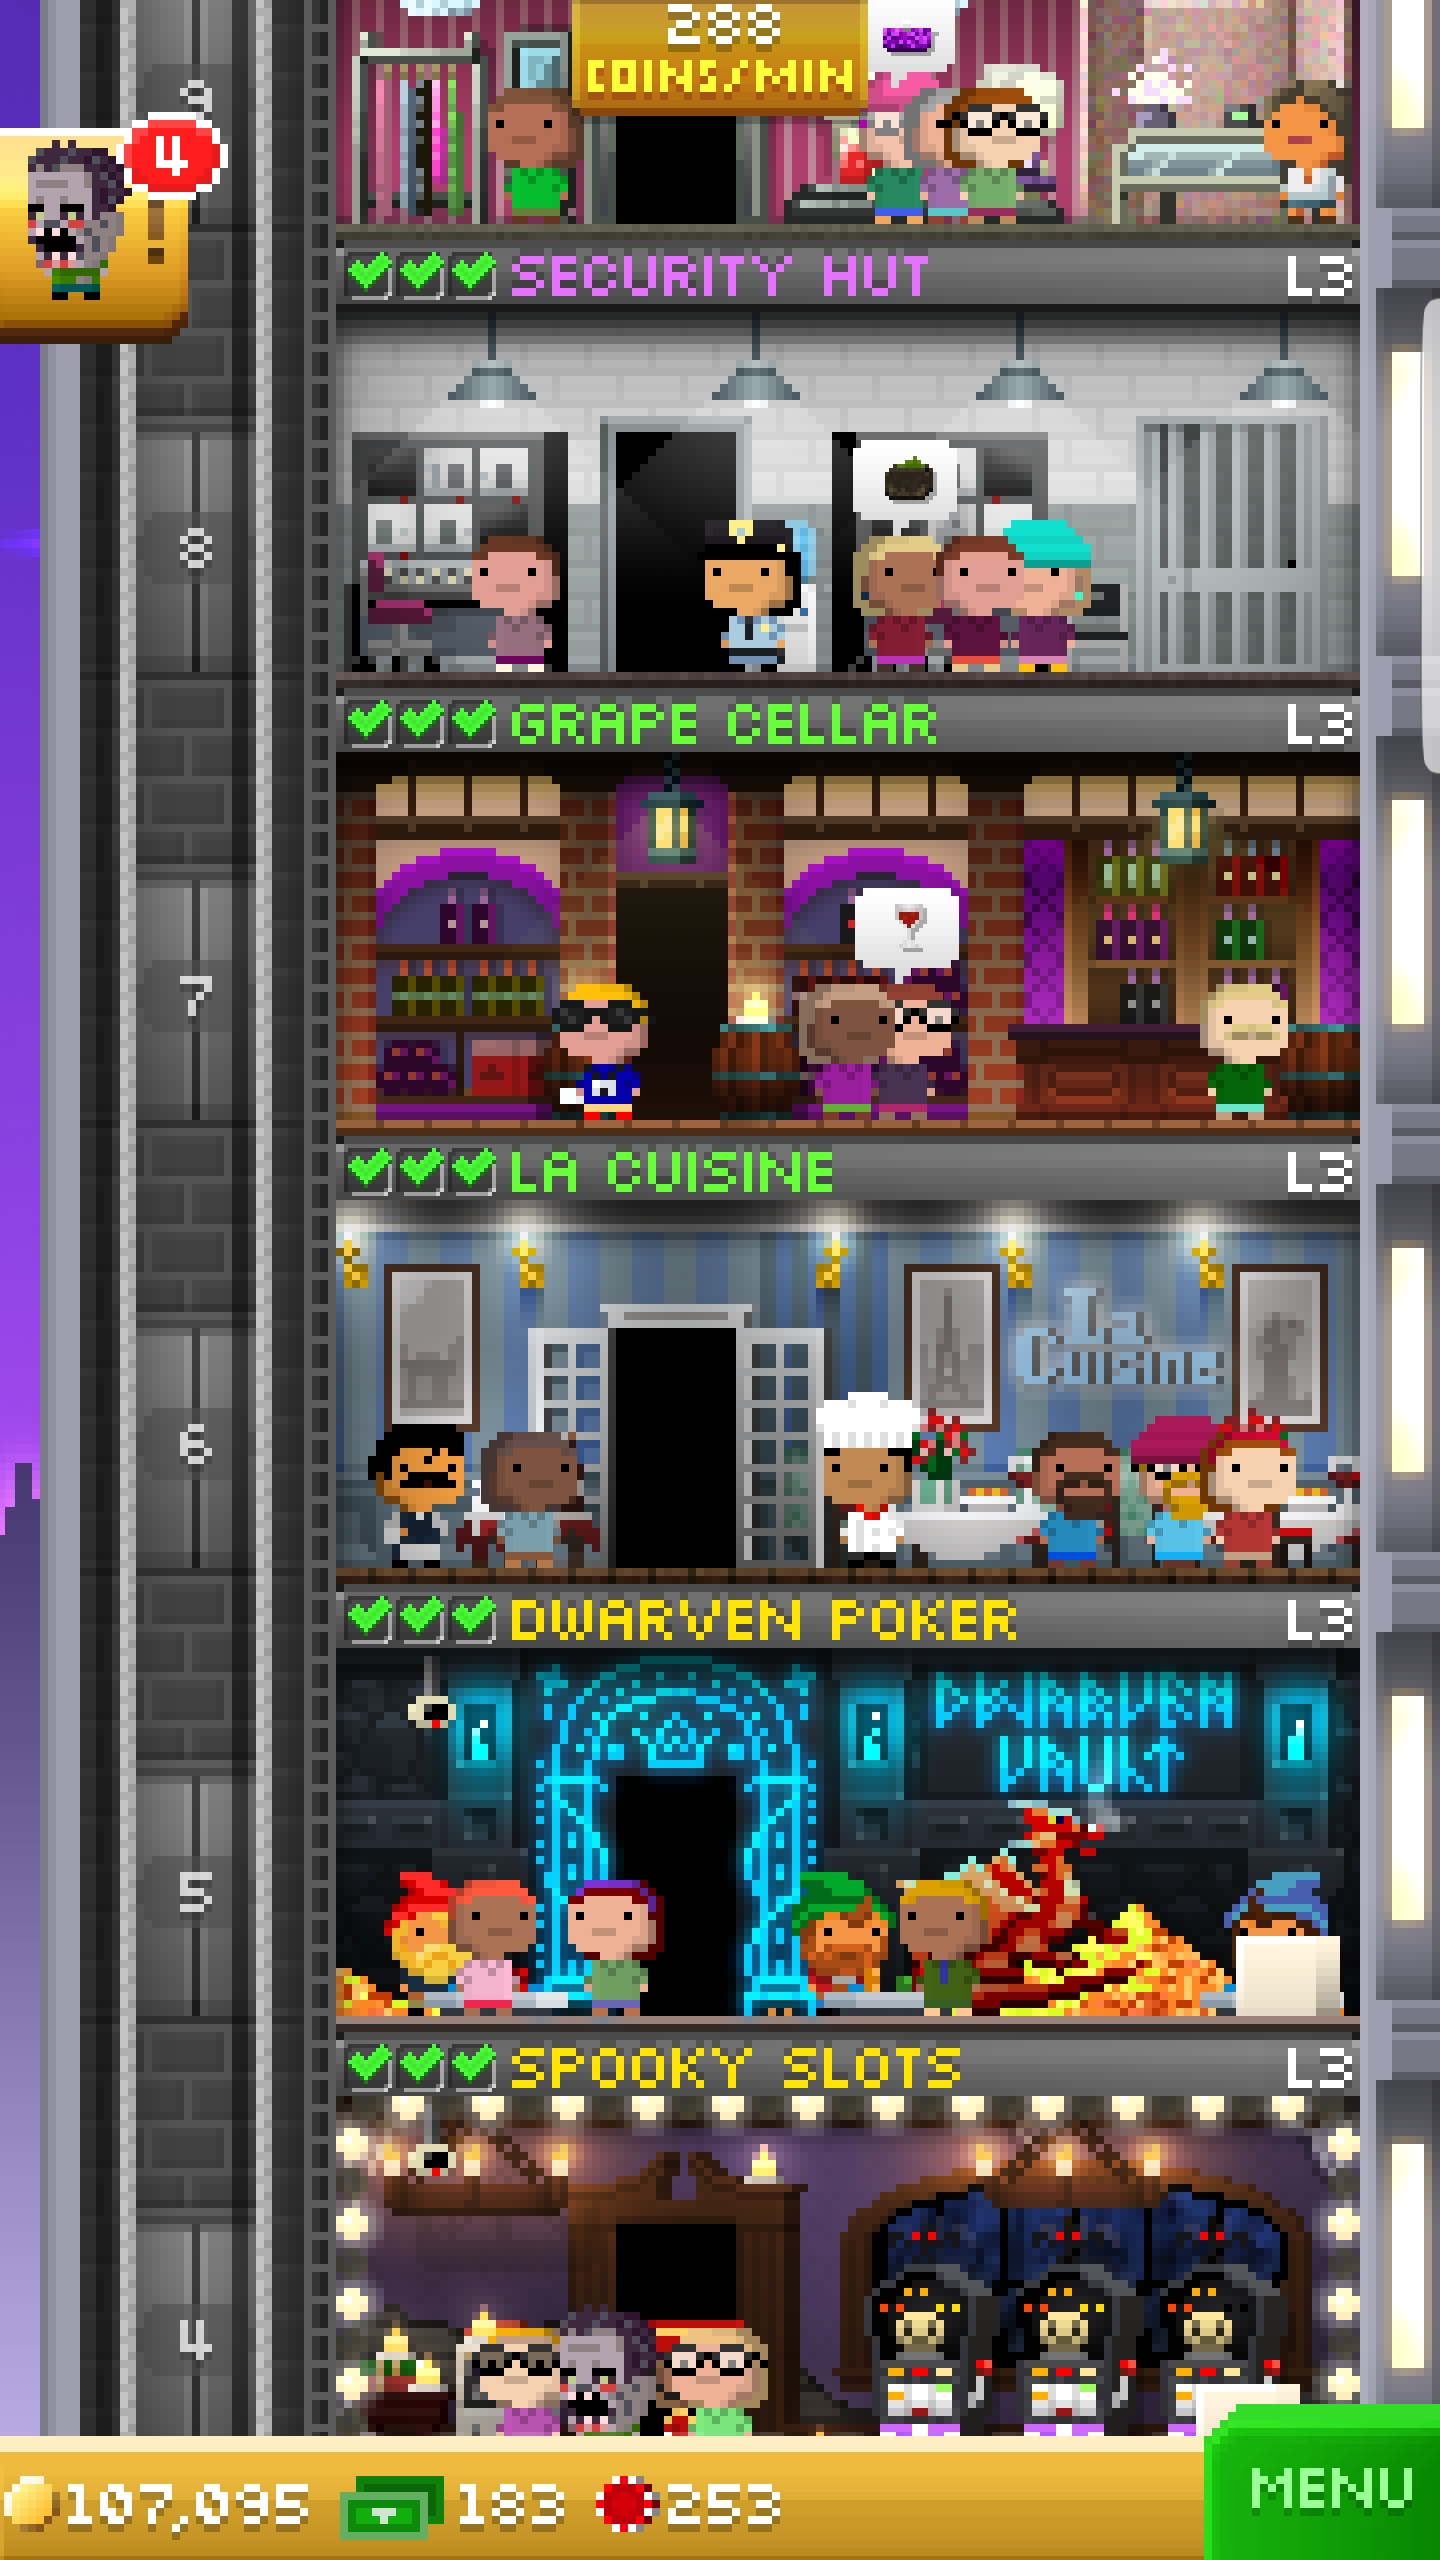 288
COINS/MIN
9
4
!
SECURITY HUT L3
8
GRAPE CELLAR L3
7
LA CUISINE L3
La
Cuisine
6
DWARVEN POKER L3
DWARVEN
VAULT
5
SPOOKY SLOTS L3
4
107,095 183 253
MENU